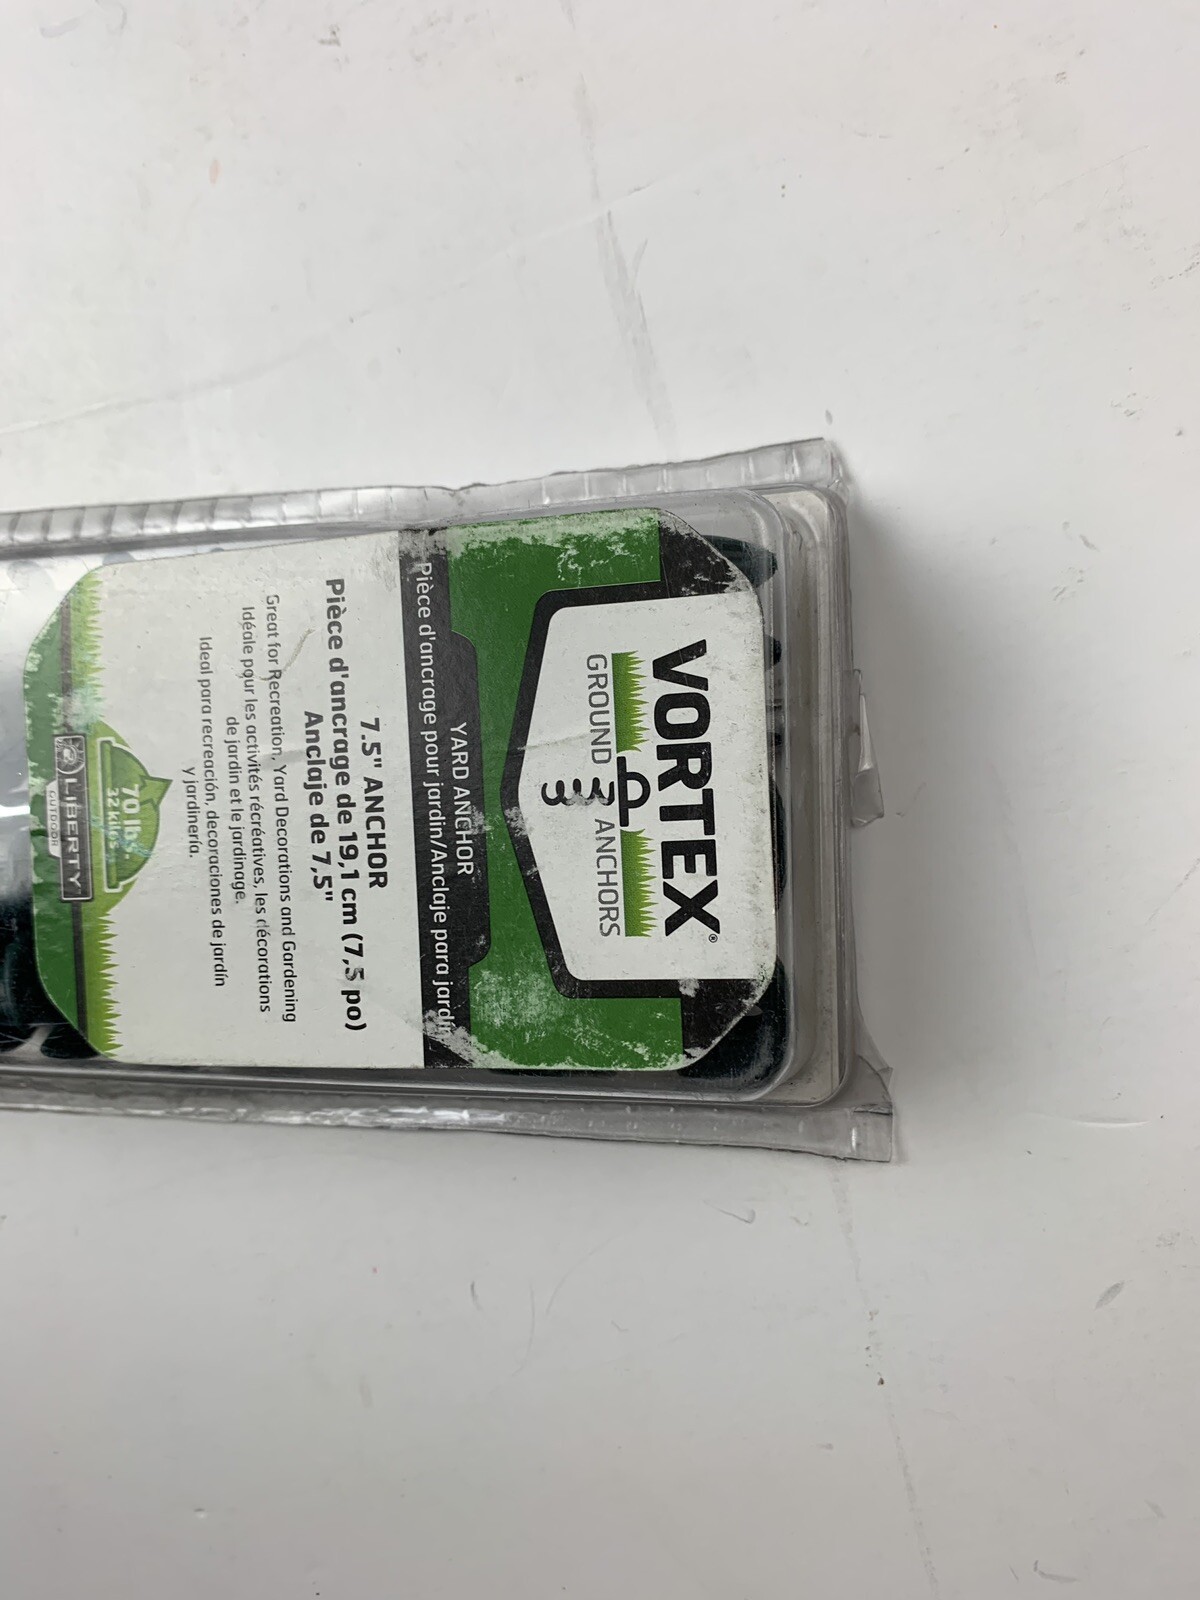 VORTEX®
GROUND ANCHORS
YARD ANCHOR
Pièce d'ancrage pour jardin/Anclaje para jardín
7.5" ANCHOR
Pièce d'ancrage de 19,1 cm (7,5 po)
Anclaje de 7,5"
Great for Recreation, Yard Decorations and Gardening
Idéale pour les activités récréatives, les décorations
de jardin et le jardinage.
Ideal para recreación, decoraciones de jardín
y jardinería.
70 lbs.
32 kilos
LIBERTY
OUTDOOR